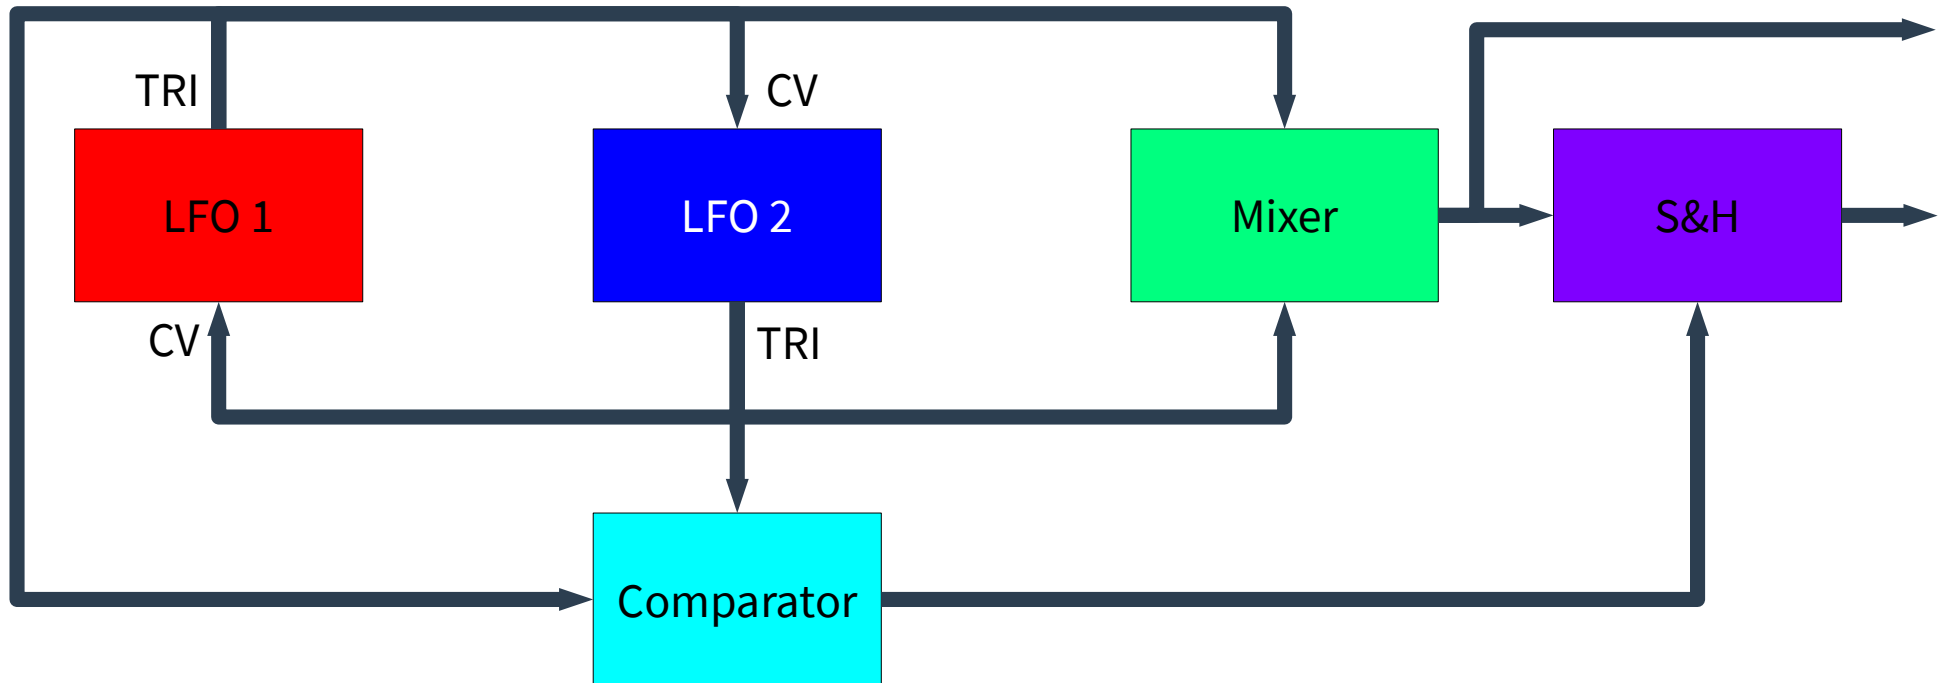 TRI
CV
LFO 1
LFO 2
Mixer
S&H
CV
TRI
Comparator